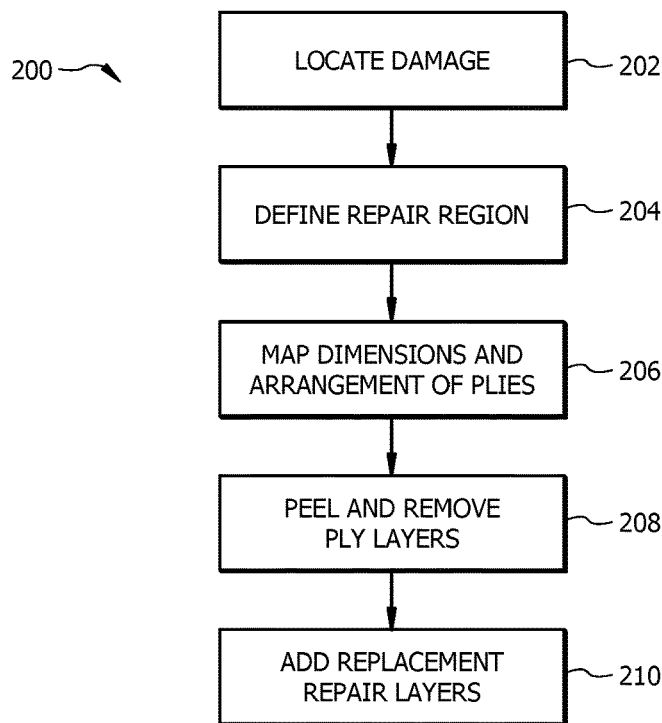 200
LOCATE DAMAGE
202
DEFINE REPAIR REGION
204
MAP DIMENSIONS AND
ARRANGEMENT OF PLIES
206
PEEL AND REMOVE
PLY LAYERS
208
ADD REPLACEMENT
REPAIR LAYERS
210